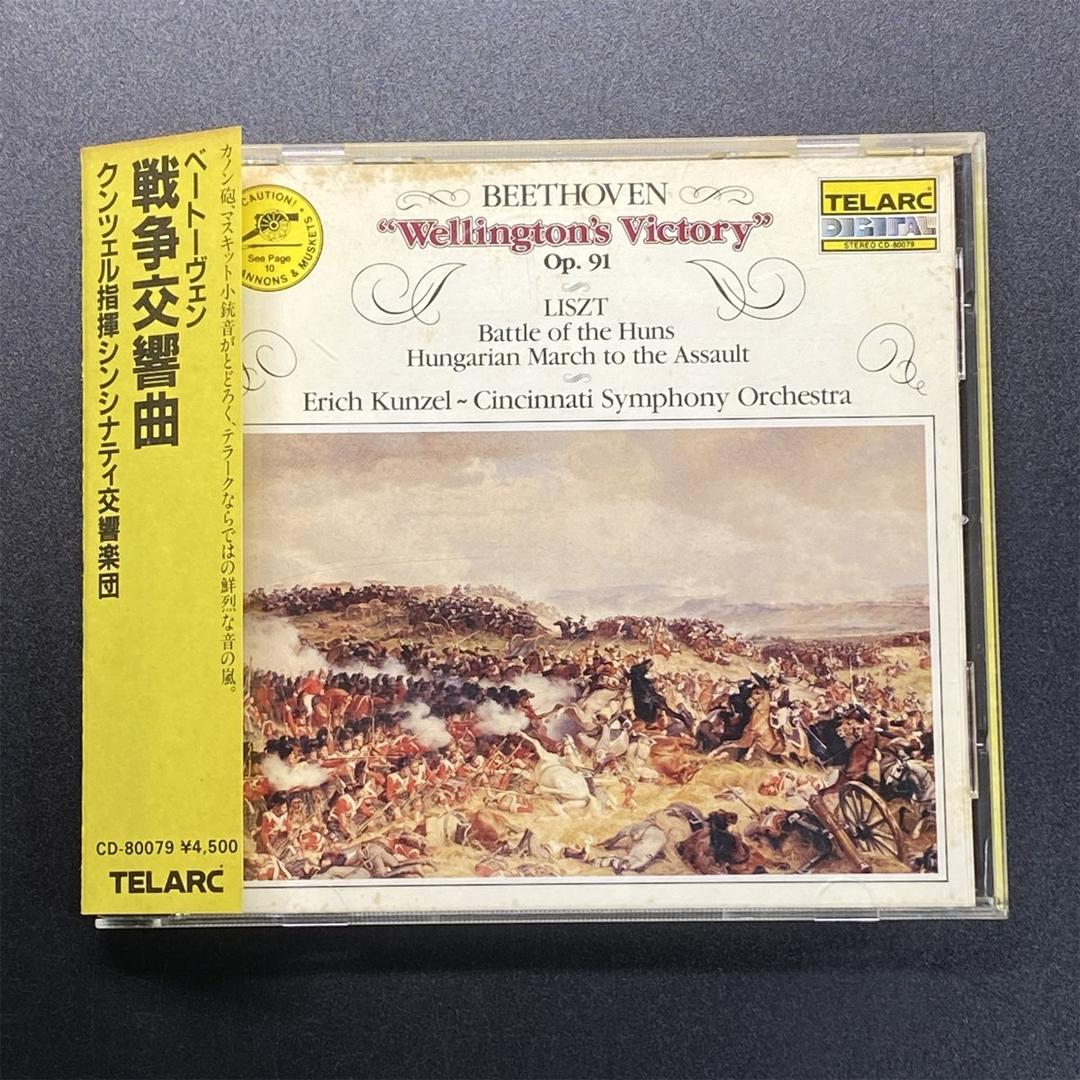 カノン砲、マスキット小銃音がとどろく、テラークならではの鮮烈な音の嵐。
ベートーヴェン
戦争交響曲
クンツェル指揮シンシナティ交響楽団
CD-80079 ¥4,500
TELARC
CAUTION!
See Page
10
NNONS & MUSKETS
BEETHOVEN
“Wellington's Victory”
Op. 91
LISZT
Battle of the Huns
Hungarian March to the Assault
Erich Kunzel ~ Cincinnati Symphony Orchestra
TELARC®
DIGITAL
STEREO CD-80079